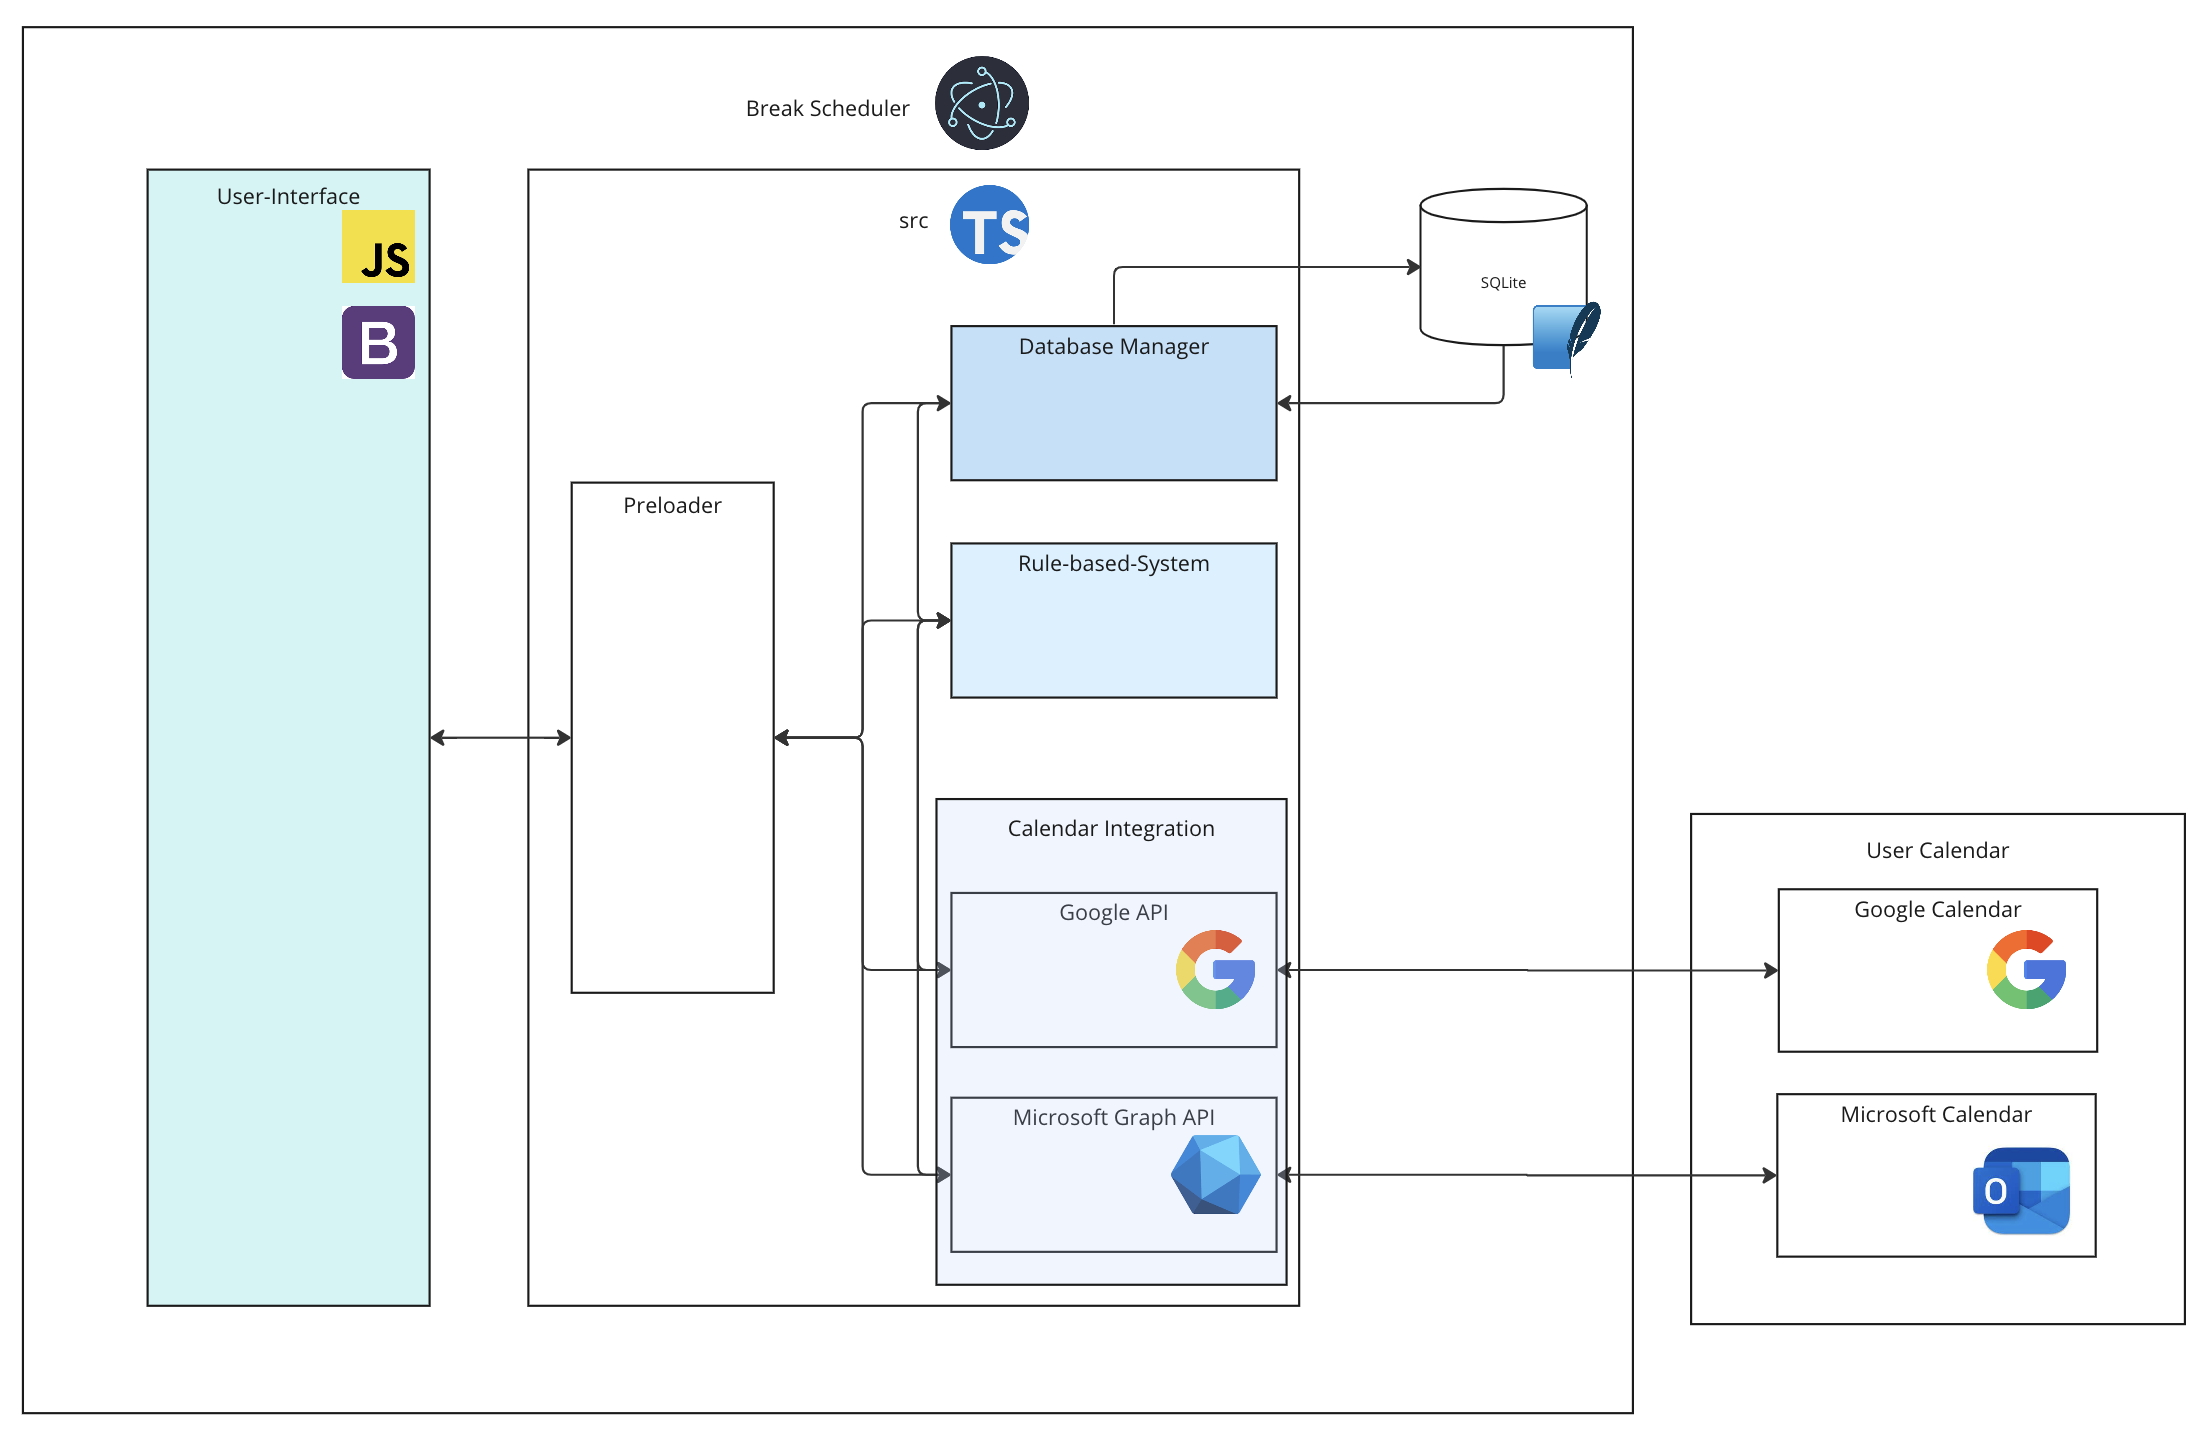 Break Scheduler
User-Interface
JS
B
src
TS
SQLite
Database Manager
Preloader
Rule-based-System
Calendar Integration
Google API
G
Microsoft Graph API
User Calendar
Google Calendar
G
Microsoft Calendar
O